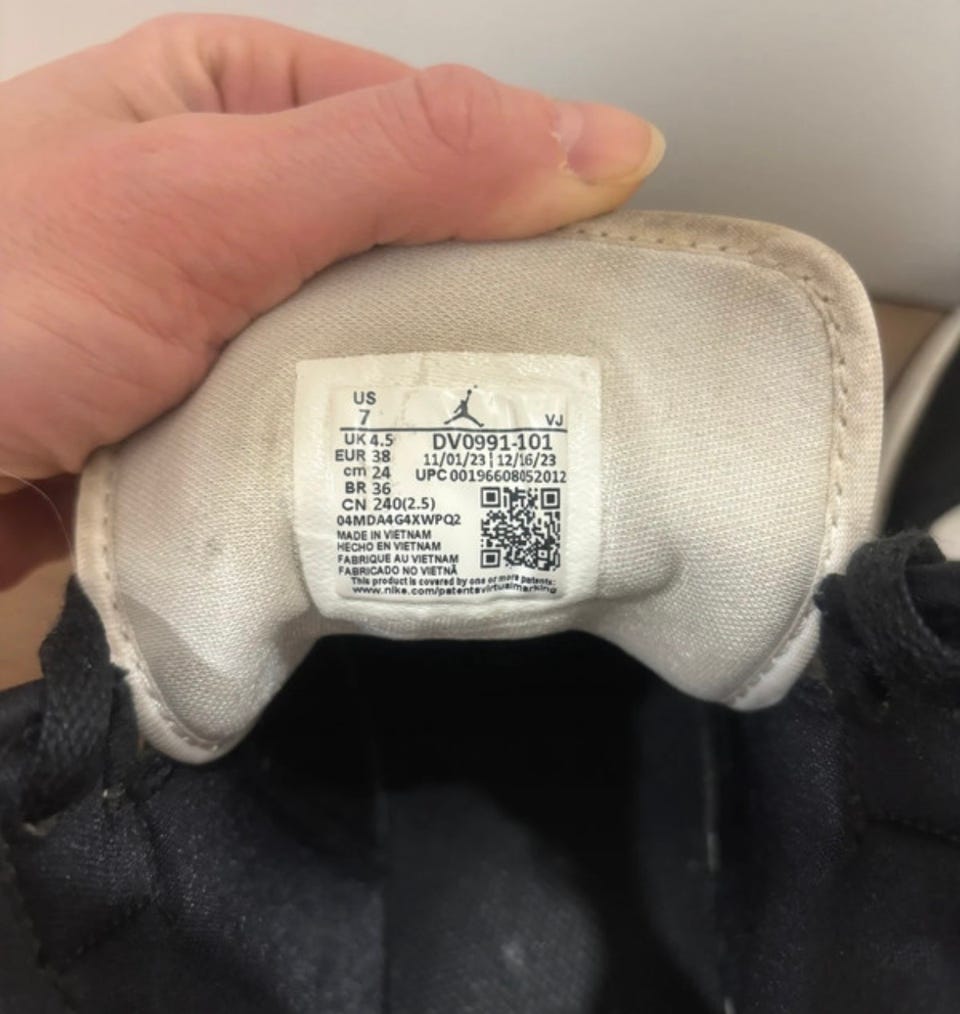 US
7
VJ
UK 4.5
DV0991-101
EUR 38
11/01/23 | 12/16/23
cm 24
UPC 00196608052012
BR 36
CN 240(2.5)
04MDA4G4XWPQ2
MADE IN VIETNAM
HECHO EN VIETNAM
FABRIQUE AU VIETNAM
FABRICADO NO VIETNÃ
This product is covered by one or more patents:
www.nike.com/patentsvirtualmarking